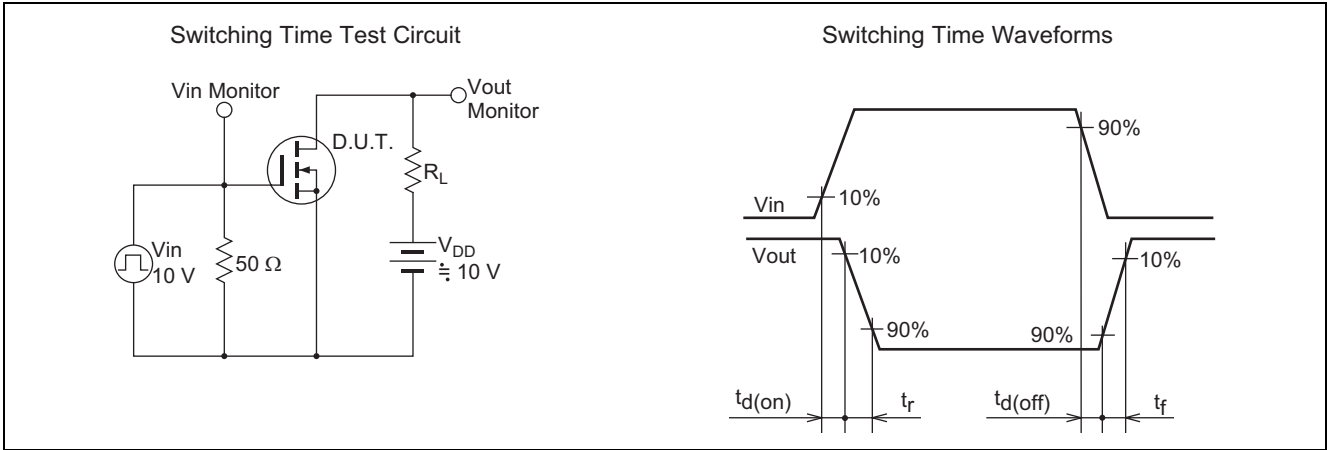 Switching Time Test Circuit
Vin Monitor
Vout
Monitor
D.U.T.
RL
Vin
10 V
50 Ω
VDD
≒ 10 V
Switching Time Waveforms
90%
Vin
10%
Vout
10%
10%
90%
90%
td(on)
tr
td(off)
tf